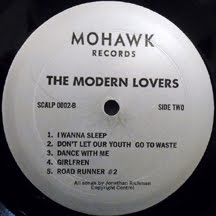 MOHAWK
RECORDS
THE MODERN LOVERS
SCALP 0002-B SIDE TWO
1. I WANNA SLEEP
2. DON'T LET OUR YOUTH GO TO WASTE
3. DANCE WITH ME
4. GIRLFREN
5. ROAD RUNNER #2
All songs by Jonathan Richman
Copyright Control